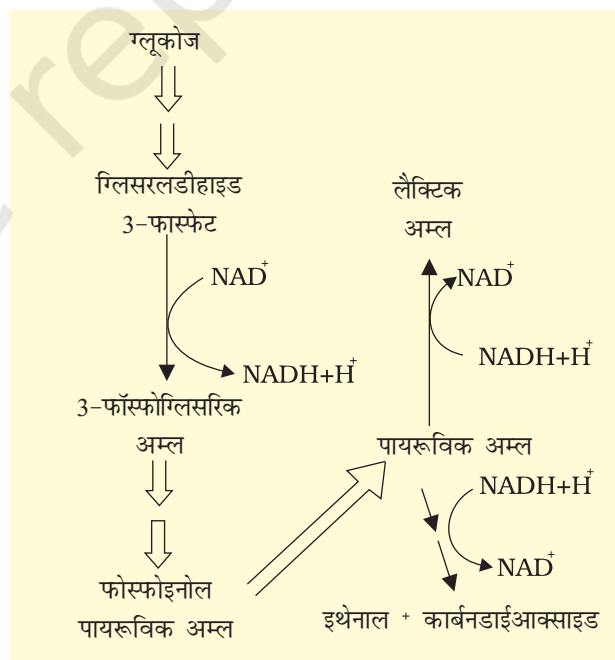 ग्लूकोज
ग्लिसरलडीहाइड
3-फास्फेट
NAD+
NADH+H+
3-फॉस्फोग्लिसरिक
अम्ल
फोस्फोइनोल
पायरूविक अम्ल
लैक्टिक
अम्ल
NAD+
NADH+H+
पायरूविक अम्ल
NADH+H+
NAD+
इथेनाल + कार्बनडाईआक्साइड